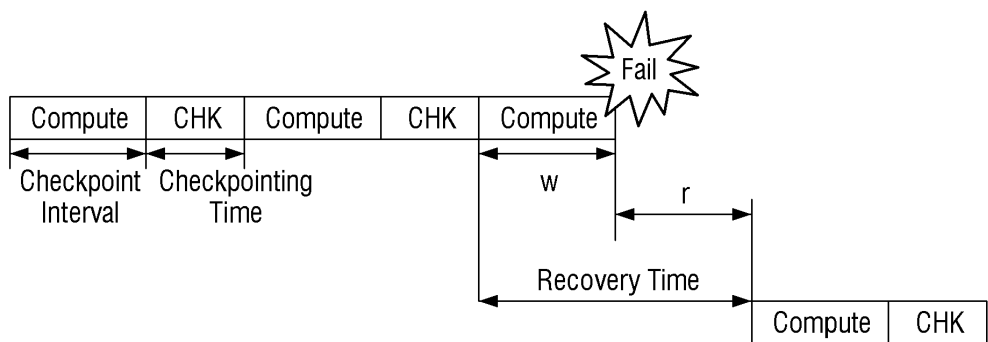 Fail
Compute CHK Compute CHK Compute
Checkpoint Interval
Checkpointing Time
w
r
Recovery Time
Compute CHK